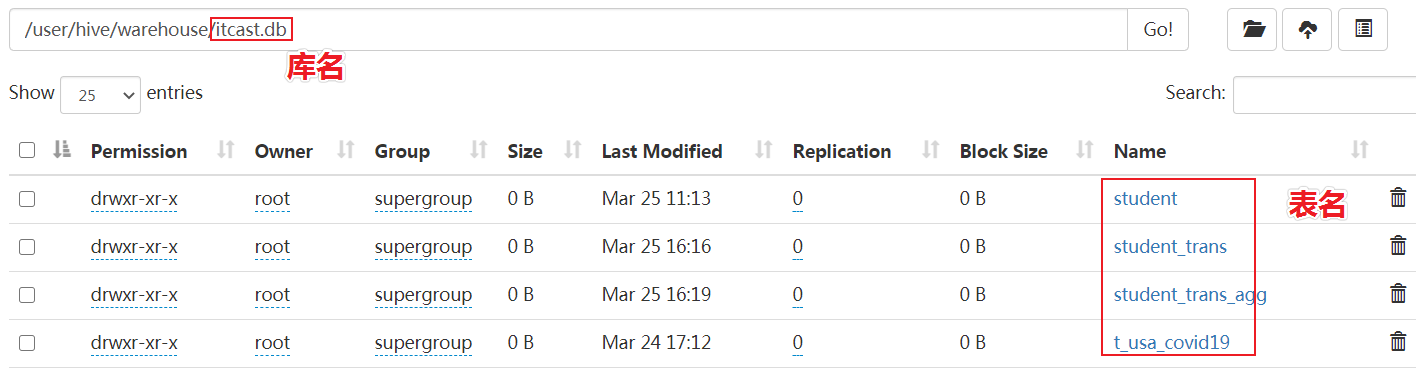 /user/hive/warehouse/itcast.db Go!
库名
Show 25 entries Search:
Permission Owner Group Size Last Modified Replication Block Size Name
drwxr-xr-x root supergroup 0 B Mar 25 11:13 0 0 B student 表名
drwxr-xr-x root supergroup 0 B Mar 25 16:16 0 0 B student_trans
drwxr-xr-x root supergroup 0 B Mar 25 16:19 0 0 B student_trans_agg
drwxr-xr-x root supergroup 0 B Mar 24 17:12 0 0 B t_usa_covid19